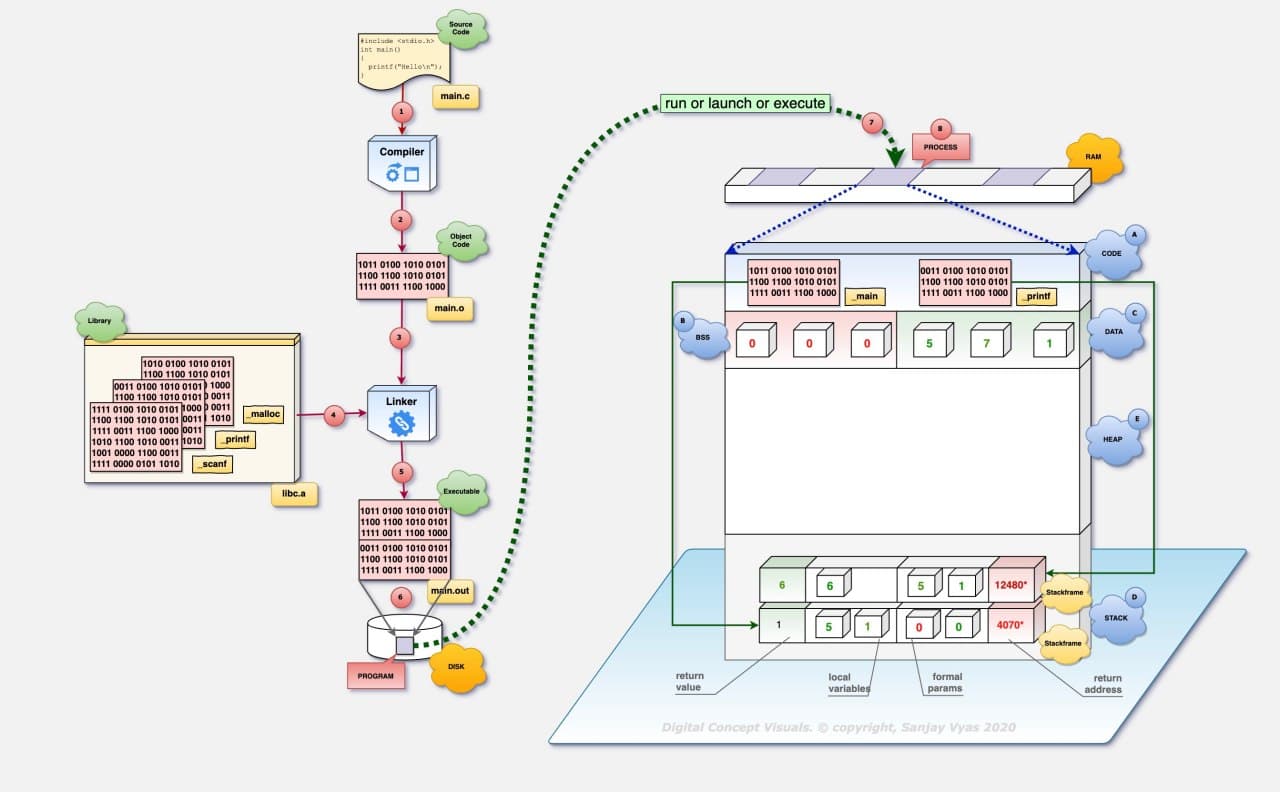 Source
Code
#include <stdio.h>
int main()
{
printf("Hello\n");
}
main.c
1
Compiler
2
Object
Code
1011 0100 1010 0101
1100 1100 1010 0101
1111 0011 1100 1000
main.o
3
Library
1010 0100 1010 0101
1100 1100 1010 0101
1000
0011
1010
0011 0100 1010 0101
1100 1100 1010 0101
1000
0011
1010
1111 0100 1010 0101
1100 1100 1010 0101
1111 0011 1100 1000
1010 1100 1010 0011
1001 0000 1100 0011
1111 0000 0101 1010
_malloc
_printf
_scanf
libc.a
4
Linker
5
Executable
1011 0100 1010 0101
1100 1100 1010 0101
1111 0011 1100 1000
0011 0100 1010 0101
1100 1100 1010 0101
1111 0011 1100 1000
main.out
6
PROGRAM
DISK
run or launch or execute
7
8
PROCESS
RAM
A
CODE
1011 0100 1010 0101
1100 1100 1010 0101
1111 0011 1100 1000
_main
0011 0100 1010 0101
1100 1100 1010 0101
1111 0011 1100 1000
_printf
B
BSS
0 0 0
5 7 1
C
DATA
E
HEAP
6 6 5 1 12480*
Stackframe
1 5 1 0 0 4070*
Stackframe
D
STACK
return
value
local
variables
formal
params
return
address
Digital Concept Visuals. © copyright, Sanjay Vyas 2020